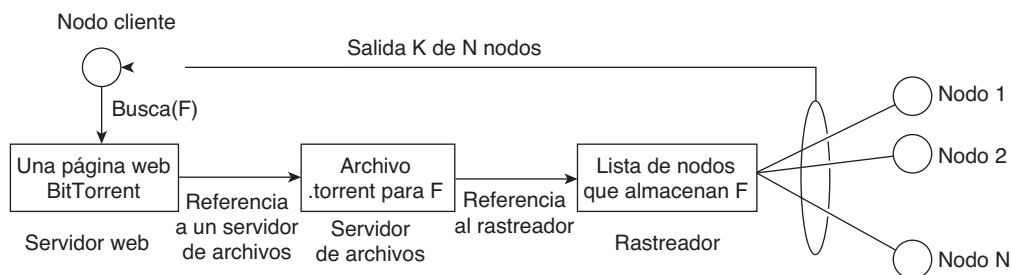 Nodo cliente
Salida K de N nodos
Busca(F)
Nodo 1
Nodo 2
Nodo N
Una página web
BitTorrent
Servidor web
Referencia
a un servidor
de archivos
Archivo
.torrent para F
Servidor
de archivos
Referencia
al rastreador
Lista de nodos
que almacenan F
Rastreador